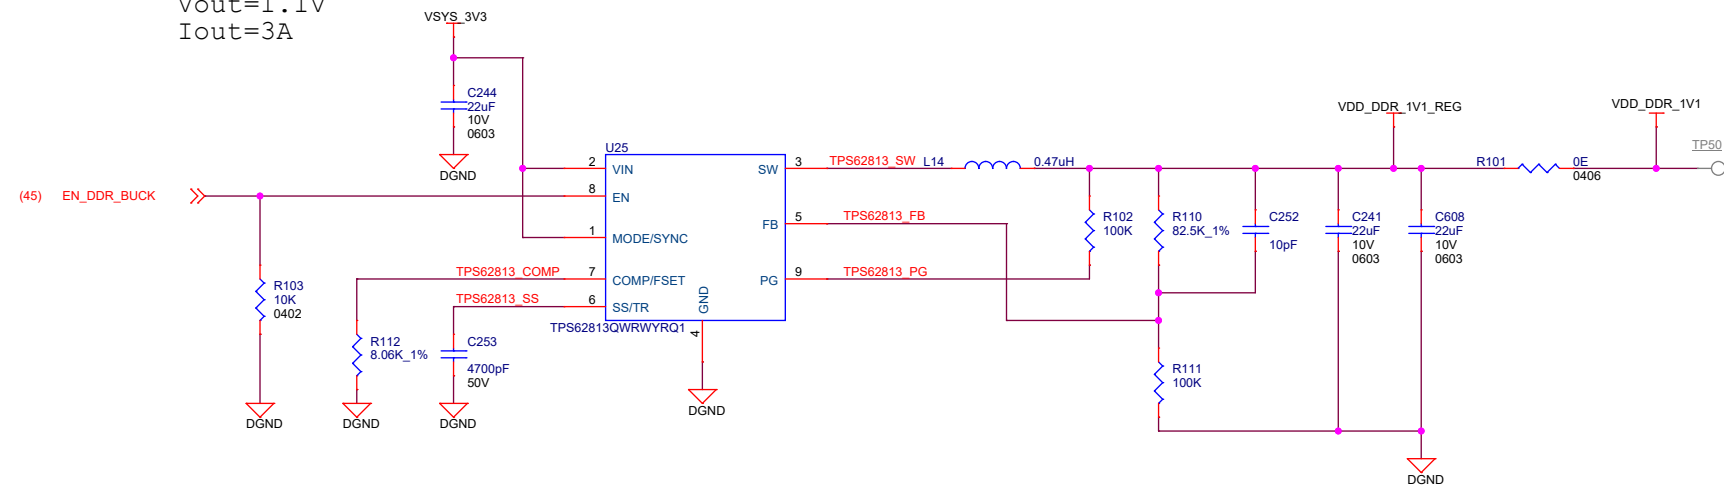 Vout=1.1V
Iout=3A
VSYS_3V3
C244
22uF
10V
0603
DGND
(45) EN_DDR_BUCK
R103
10K
0402
DGND
TPS62813_COMP
TPS62813_SS
R112
8.06K_1%
DGND
C253
4700pF
50V
DGND
U25
2 VIN
8 EN
1 MODE/SYNC
7 COMP/FSET
6 SS/TR
SW 3
FB 5
PG 9
GND
4
TPS62813QWRWYRQ1
DGND
TPS62813_SW L14 0.47uH
TPS62813_FB
TPS62813_PG
R102
100K
R110
82.5K_1%
C252
10pF
C241
22uF
10V
0603
C608
22uF
10V
0603
R111
100K
DGND
VDD_DDR_1V1_REG
R101 0E
0406
VDD_DDR_1V1
TP50